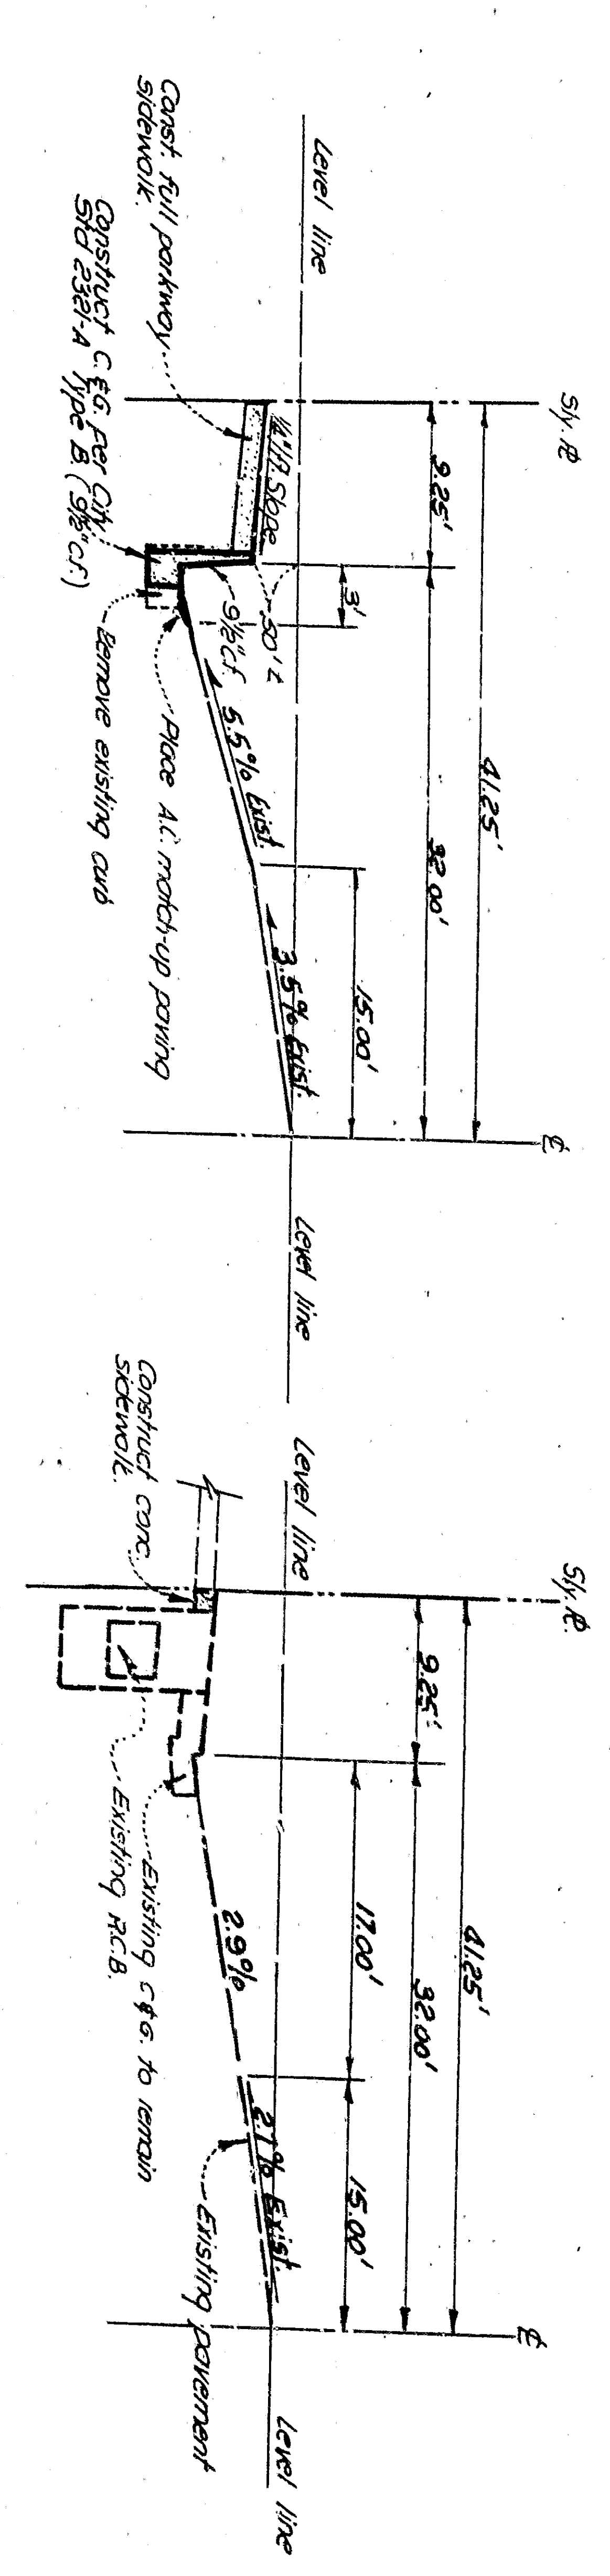 Sly. ⅊.
41.25'
9.25'
32.00'
3'
15.00'
℄
Level line
Level line
.50'±
¼"/1' Slope
9½" C.f.
5.5% Exist.
3.5% Exist.
Const. full parkway
sidewalk.
Construct C.&G. per City
Std 2321-A Type B. (9½" c.f.)
Place A.C. match-up paving
Remove existing curb
Sly. ⅊.
41.25'
9.25'
32.00'
17.00'
15.00'
℄
Level line
Level line
2.9%
2.1% Exist.
Construct conc.
sidewalk.
Existing pavement
Existing C.&G. to remain
Existing R.C.B.